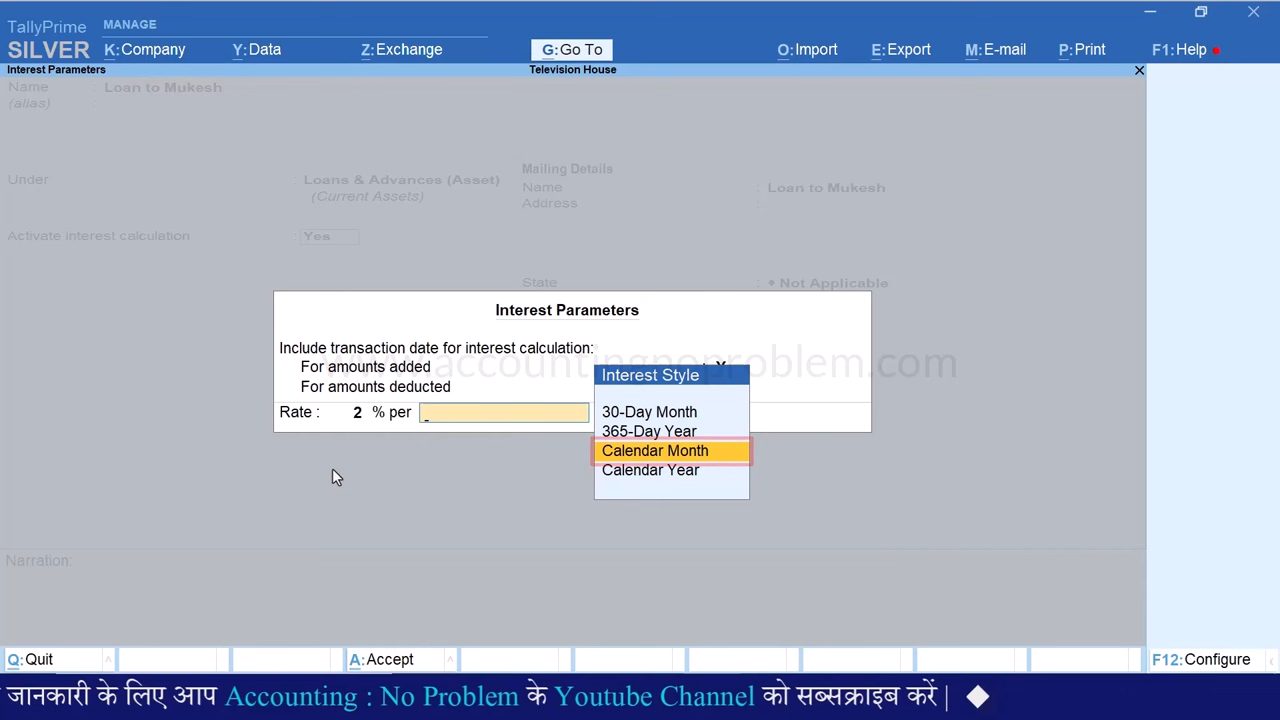 TallyPrime MANAGE
SILVER K:Company Y:Data Z:Exchange G:Go To O:Import E:Export M:E-mail P:Print F1:Help
Interest Parameters Television House
Name : Loan to Mukesh
(alias) :
Mailing Details
Under : Loans & Advances (Asset) Name : Loan to Mukesh
(Current Assets) Address :
Activate interest calculation : Yes
State : ♦ Not Applicable
Interest Parameters
Include transaction date for interest calculation:
www.accountingnoproblem.com
For amounts added
Interest Style
For amounts deducted
Rate : 2 % per 30-Day Month
365-Day Year
Calendar Month
Calendar Year
Narration:
Q:Quit A:Accept F12:Configure
जानकारी के लिए आप Accounting : No Problem के Youtube Channel को सब्सक्राइब करें |